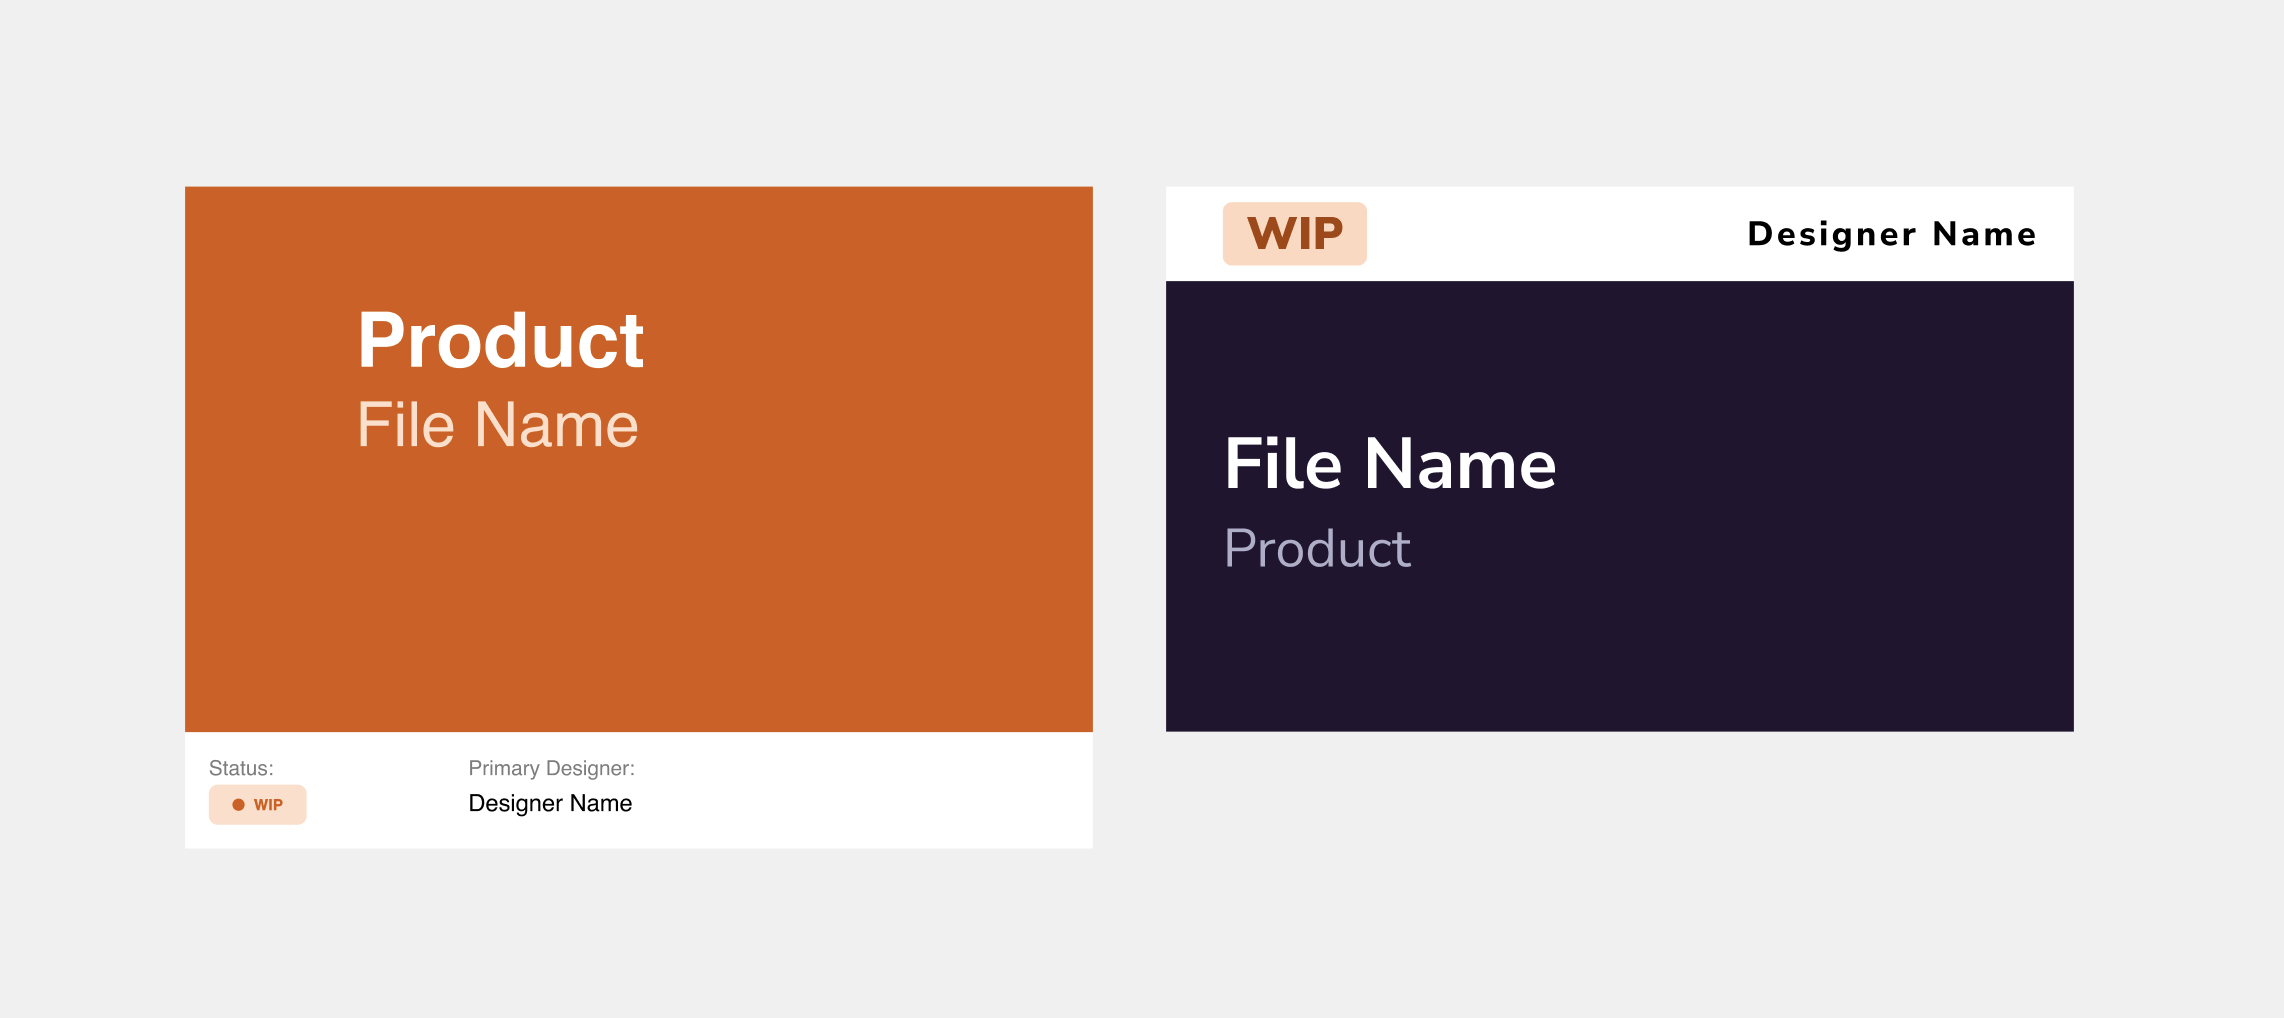 Product
File Name
Status:
WIP
Primary Designer:
Designer Name
WIP
Designer Name
File Name
Product